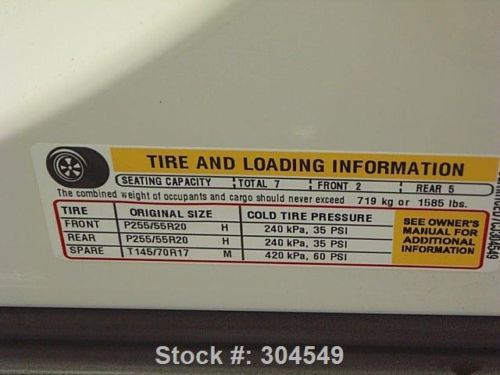 TIRE AND LOADING INFORMATION
SEATING CAPACITY TOTAL 7 FRONT 2 REAR 5
The combined weight of occupants and cargo should never exceed 719 kg or 1585 lbs.
TIRE ORIGINAL SIZE COLD TIRE PRESSURE
FRONT P255/55R20 H 240 kPa, 35 PSI
REAR P255/55R20 H 240 kPa, 35 PSI
SPARE T145/70R17 M 420 kPa, 60 PSI
SEE OWNER'S
MANUAL FOR
ADDITIONAL
INFORMATION
Stock #: 304549